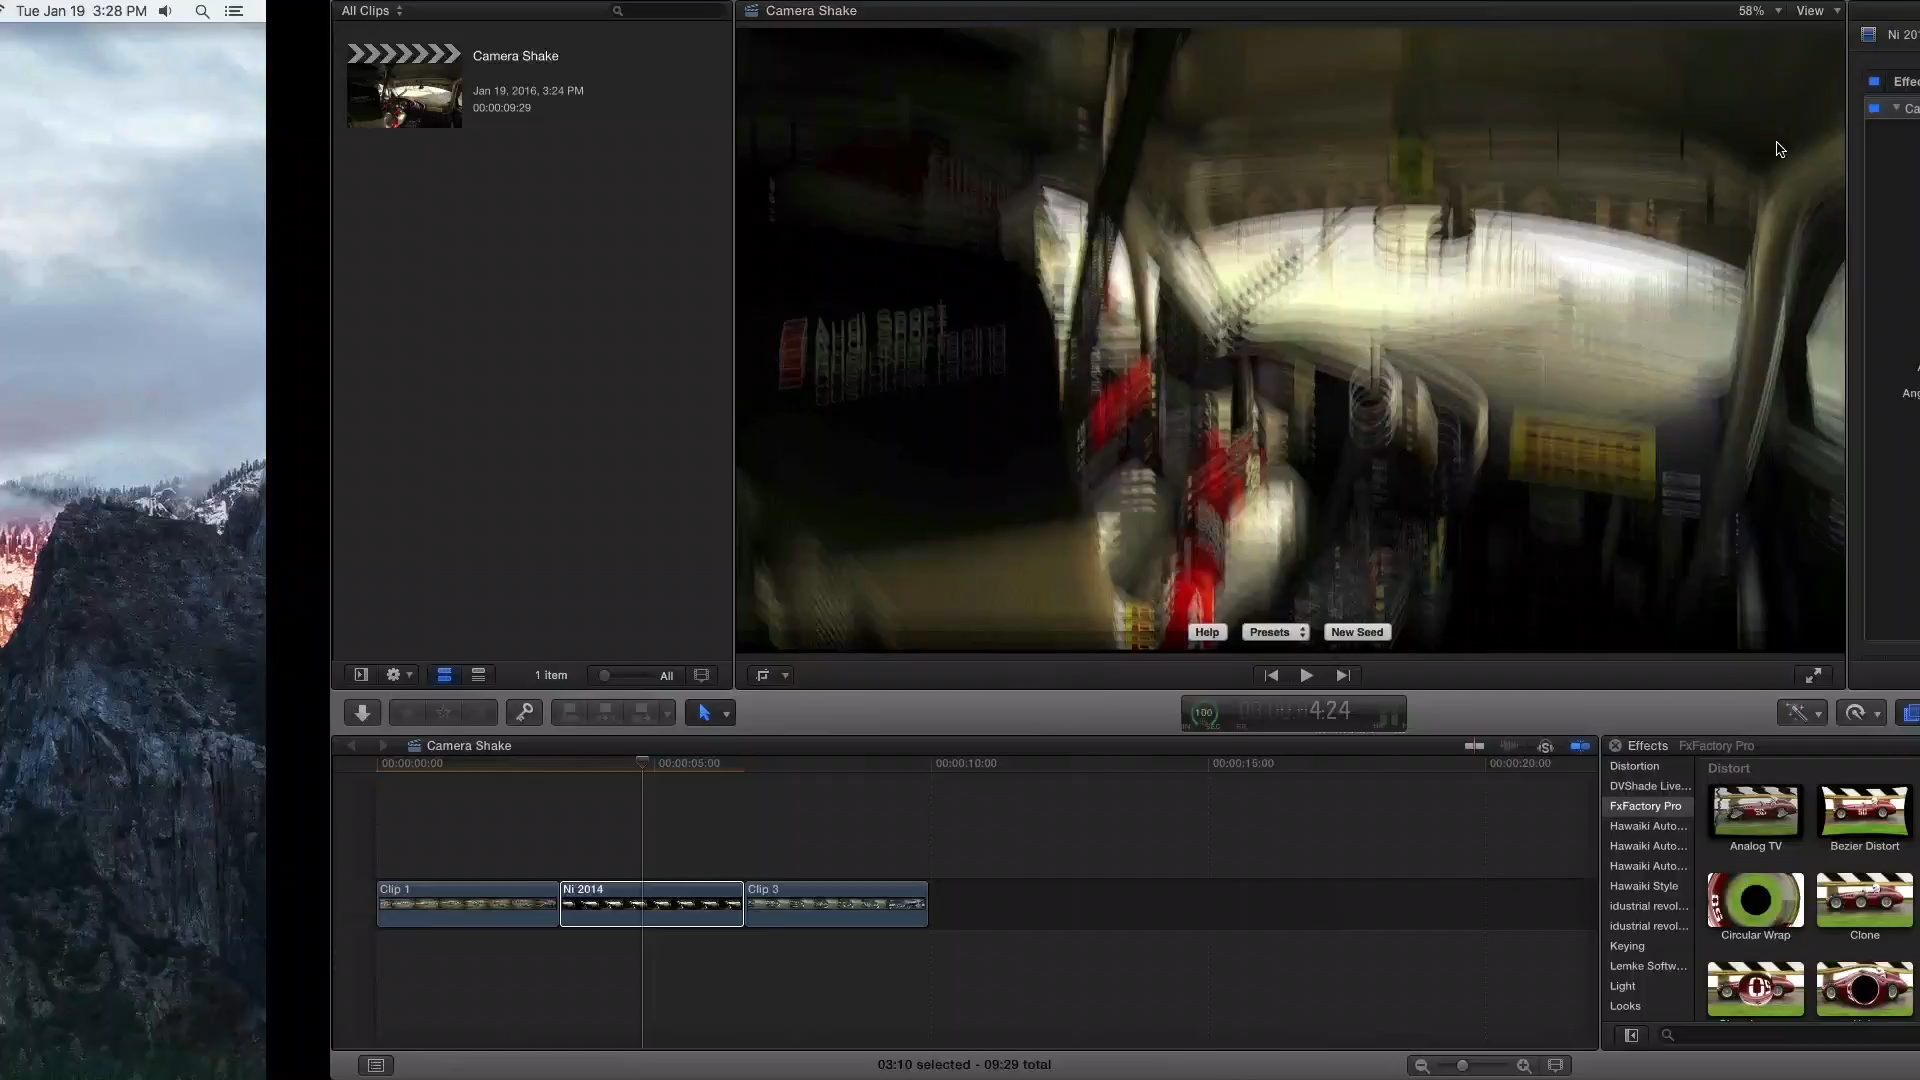 Tue Jan 19 3:28 PM
All Clips
Camera Shake
58%
View
Camera Shake
Jan 19, 2016, 3:24 PM
00:00:09:29
Help
Presets
New Seed
1 item
All
100
4:24
Camera Shake
00:00:00:00
00:00:05:00
00:00:10:00
00:00:15:00
00:00:20:00
Clip 1
Ni 2014
Clip 3
Effects
FxFactory Pro
Distortion
DVShade Live...
FxFactory Pro
Hawaiki Auto...
Hawaiki Auto...
Hawaiki Auto...
Hawaiki Style
idustrial revol...
idustrial revol...
Keying
Lemke Softw...
Light
Looks
Distort
Analog TV
Bezier Distort
Circular Wrap
Clone
03:10 selected - 09:29 total